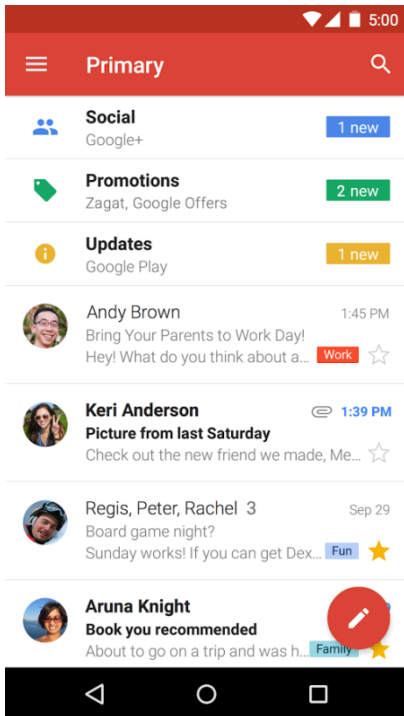 5:00
Primary
Social
Google+
1 new
Promotions
Zagat, Google Offers
2 new
Updates
Google Play
1 new
Andy Brown
1:45 PM
Bring Your Parents to Work Day!
Hey! What do you think about a...
Work
Keri Anderson
1:39 PM
Picture from last Saturday
Check out the new friend we made, Me...
Regis, Peter, Rachel 3
Sep 29
Board game night?
Sunday works! If you can get Dex...
Fun
Aruna Knight
Book you recommended
About to go on a trip and was h...
Family